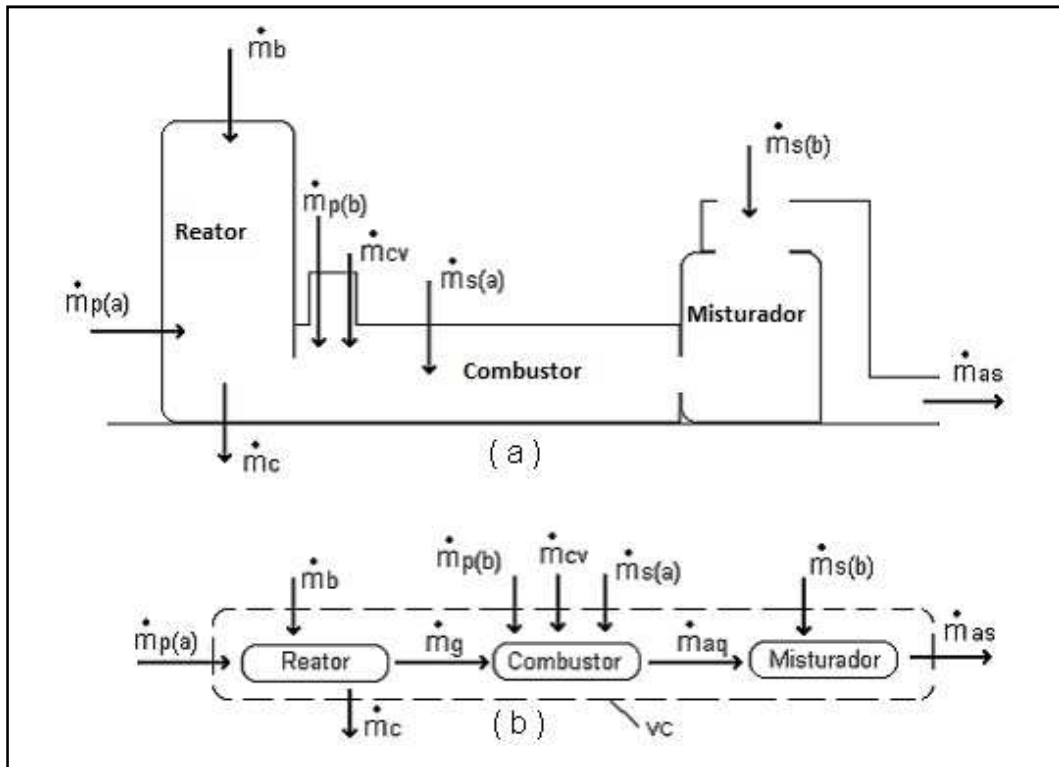 ṁb
ṁs(b)
ṁp(b)
Reator
ṁcv
ṁs(a)
ṁp(a)
Misturador
Combustor
ṁas
( a )
ṁc
ṁp(b)
ṁcv
ṁs(a)
ṁs(b)
ṁb
ṁp(a)
ṁg
ṁaq
ṁas
Reator
Combustor
Misturador
ṁc
( b )
VC